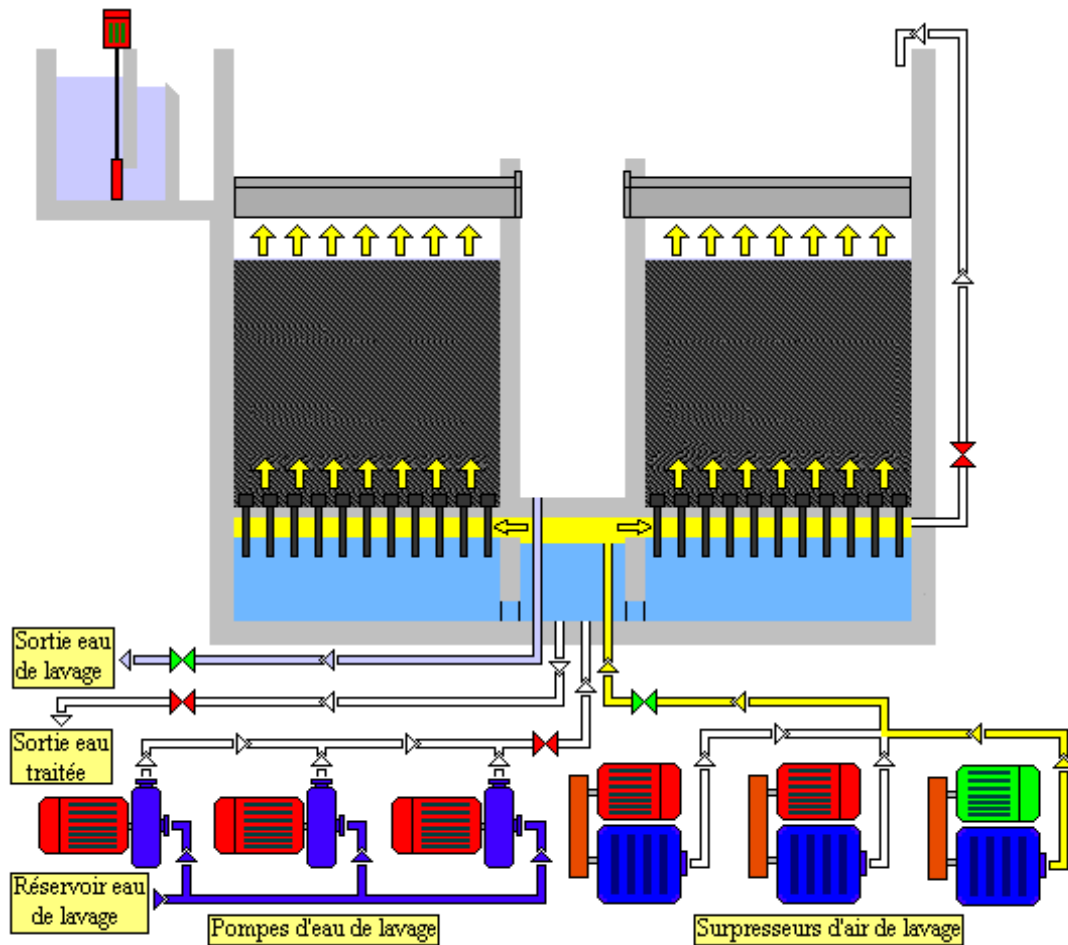 Sortie eau
de lavage
Sortie eau
traitée
Réservoir eau
de lavage
Pompes d'eau de lavage
Surpresseurs d'air de lavage